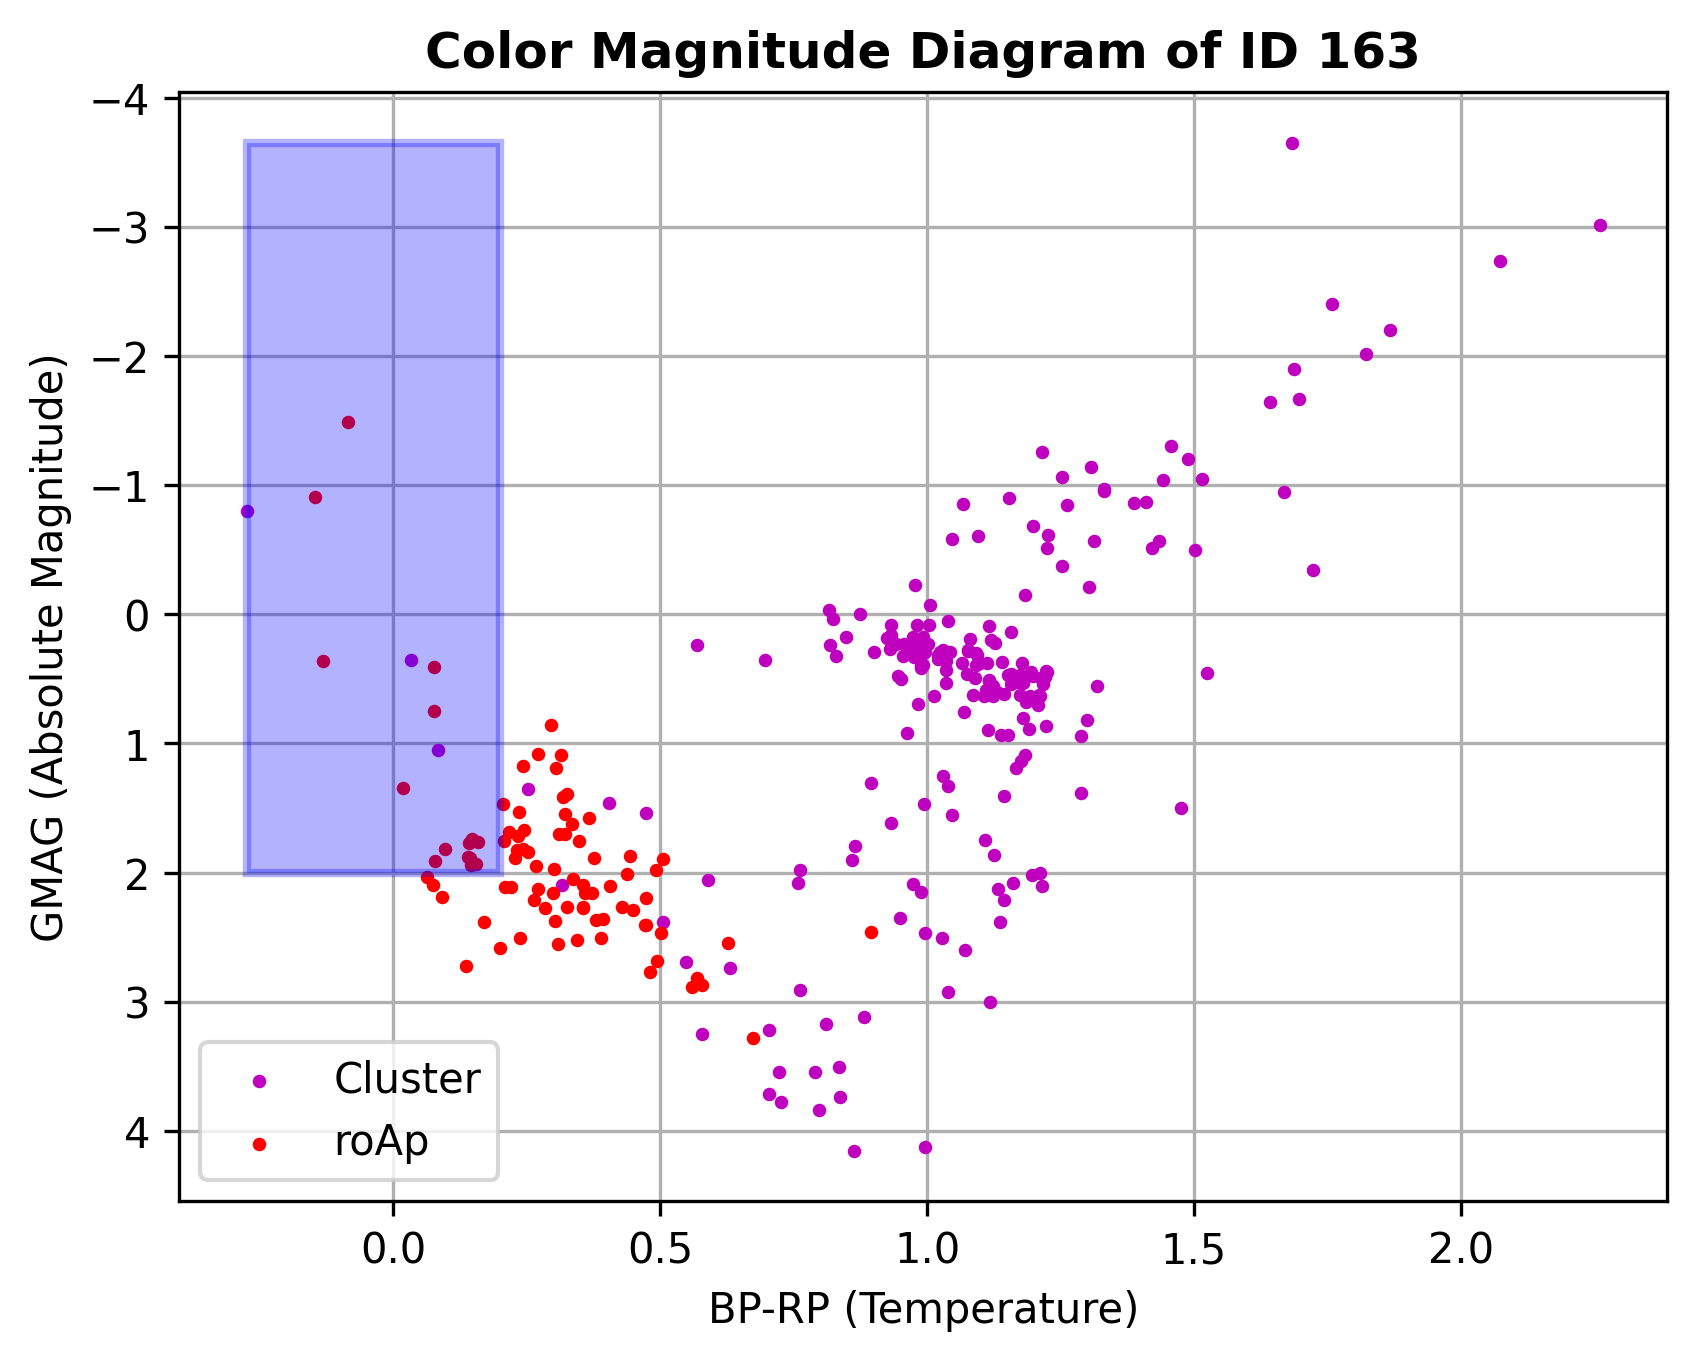 Color Magnitude Diagram of ID 163
−4
−3
−2
−1
0
1
2
3
4
GMAG (Absolute Magnitude)
Cluster
roAp
0.0 0.5 1.0 1.5 2.0
BP-RP (Temperature)